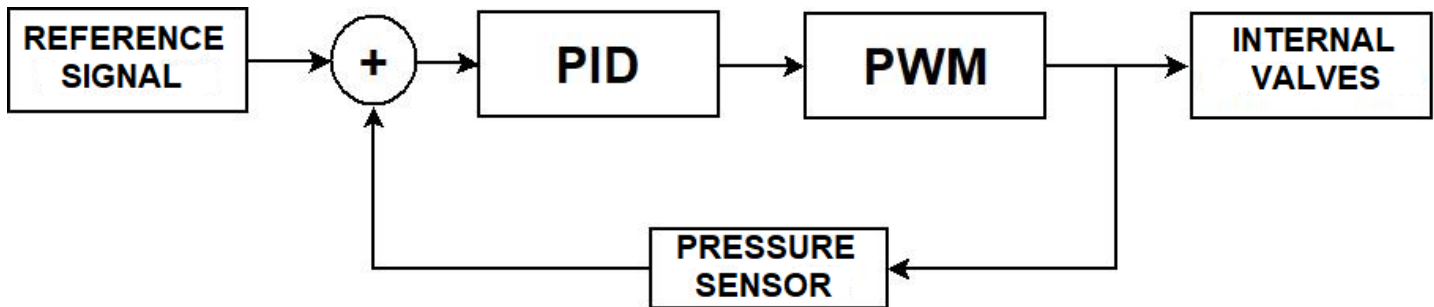 REFERENCE
SIGNAL
+
PID
PWM
INTERNAL
VALVES
PRESSURE
SENSOR